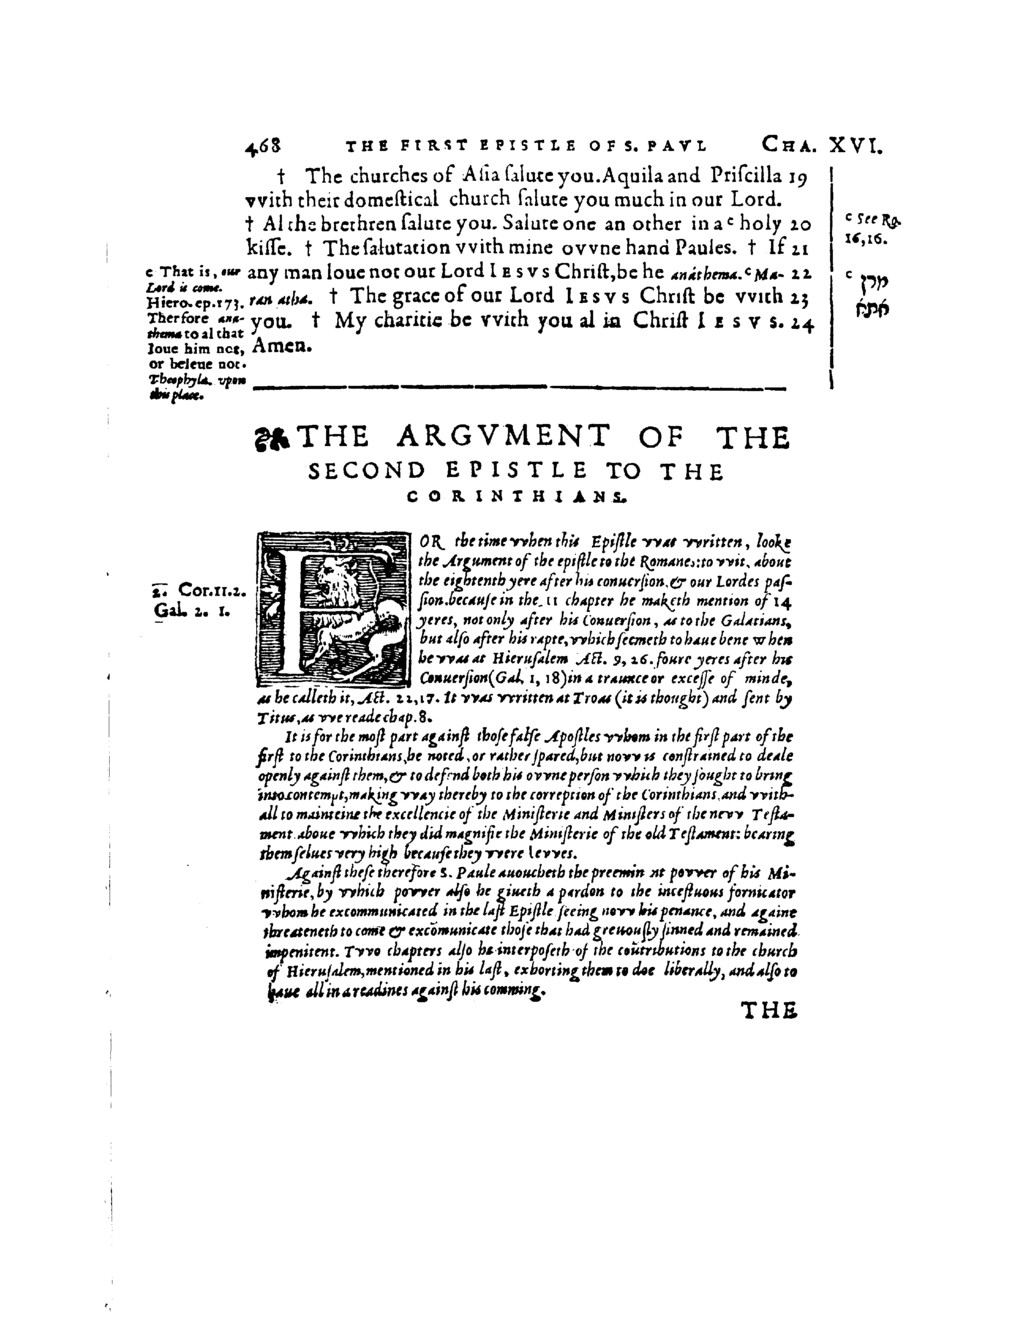 468 THE FIRST EPISTLE OF S. PAVL CHA. XVI.
† The churches of Asia ſalute you. Aquila and Priſcilla 19
vvith their domeſtical church ſalute you much in our Lord.
† Al the brethren ſalute you. Salute one an other in a c holy 20
kiſſe. † The ſalutation vvith mine ovvne hand Paules. † If 21
any man loue not our Lord IESVS Chriſt, be he anáthema. c Ma- 22
ran atha. † The grace of our Lord IESVS Chriſt be vvith 23
you. † My charitie be vvith you al in Chriſt IESVS. 24
Amen.
c That is, our
Lord is come.
Hiero. ep. 173.
Therfore ana-
thema to al that
loue him not,
or beleue not.
Theophyla. vpon
this place.
c See Ro.
16,16.
c מרן
אתה
THE ARGVMENT OF THE
SECOND EPISTLE TO THE
CORINTHIANS.
2. Cor. 11. 2.
Gal. 2. 1.
FOR the time vvhen this Epiſtle vvas vvritten, looke
the Argument of the epiſtle to the Romanes: to vvit, about
the eightenth yere after his conuerſion, & our Lordes paſ-
ſion. becauſe in the. 11 chapter he maketh mention of 14
yeres, not only after his Conuerſion, as to the Galatians,
but alſo after his rapte, vvhich ſeemeth to haue bene when
he vvas at Hieruſalem Act. 9, 26. foure yeres after his
Conuerſion (Gal. 1, 18) in a traunce or exceſſe of minde,
as he calleth it, Act. 22,17. It vvas vvritten at Troas (it is thought) and ſent by
Titus, as vve reade chap. 8.
It is for the moſt part againſt thoſe falſe Apoſtles vvhom in the firſt part of the
firſt to the Corinthians, he noted, or rather ſpared, but novv is conſtrained to deale
openly againſt them, & to defend both his ovvne perſon vvhich they ſought to bring
into contempt, making vvay thereby to the correption of the Corinthians, and vvith-
all to mainteine the excellencie of the Miniſterie and Miniſters of the nevv Teſta-
ment. aboue vvhich they did magnifie the Miniſterie of the old Teſtament: bearing
them ſelues very high becauſe they vvere Ievves.
Againſt theſe therefore S. Paule auoucheth the preeminent povver of his Mi-
niſterie, by vvhich povver alſo he giueth a pardon to the inceſtuous fornicator
vvhom he excommunicated in the laſt Epiſtle ſeeing novv his penance, and againe
threateneth to come & excōmunicate thoſe that had greuouſly ſinned and remained
impenitent. Tvvo chapters alſo he interpoſeth of the cōtributions to the church
of Hieruſalem, mentioned in his laſt, exhorting them to doe liberally, and alſo to
haue all in a readines againſt his comming.
THE